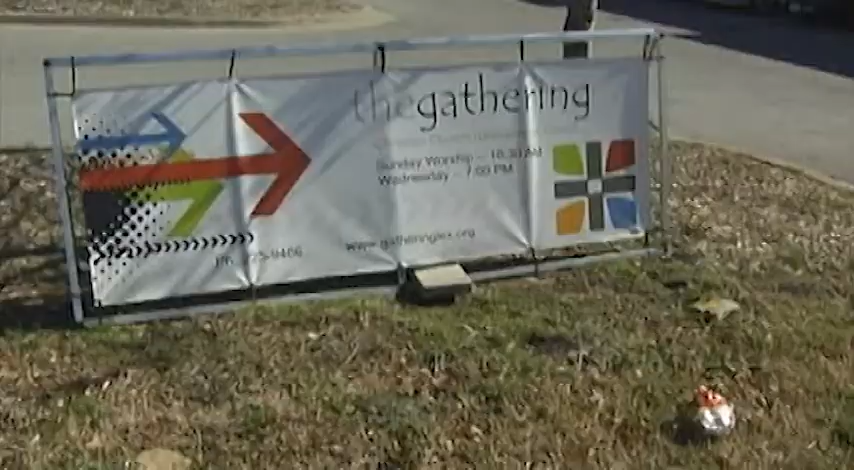 thegathering
Sunday Worship - 10:30 AM
Wednesday - 7:00 PM
www.gatheringlex.org